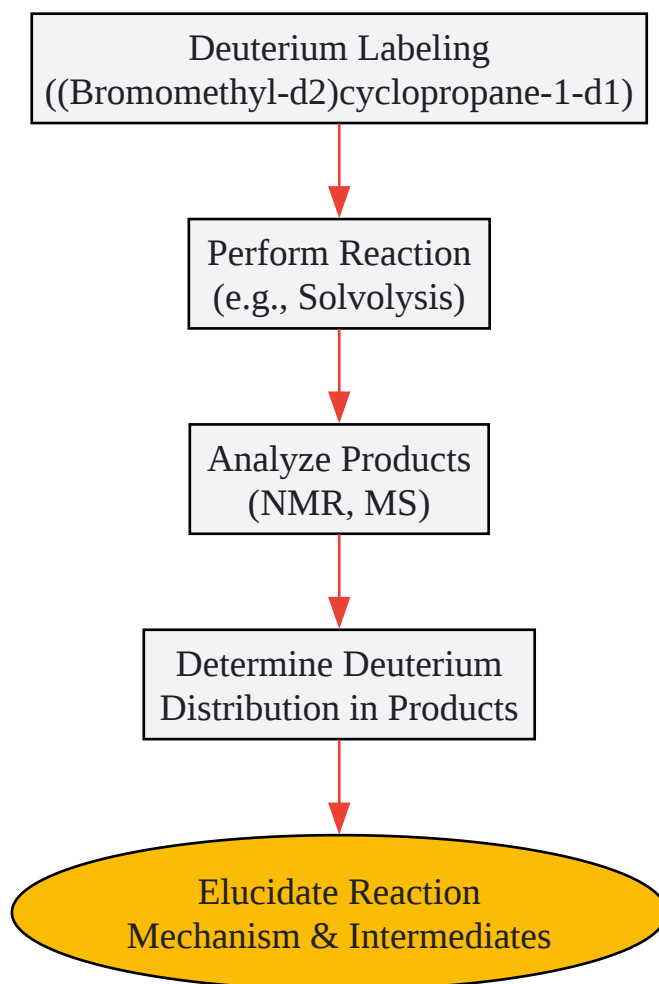 Deuterium Labeling
((Bromomethyl-d2)cyclopropane-1-d1)
Perform Reaction
(e.g., Solvolysis)
Analyze Products
(NMR, MS)
Determine Deuterium
Distribution in Products
Elucidate Reaction
Mechanism & Intermediates